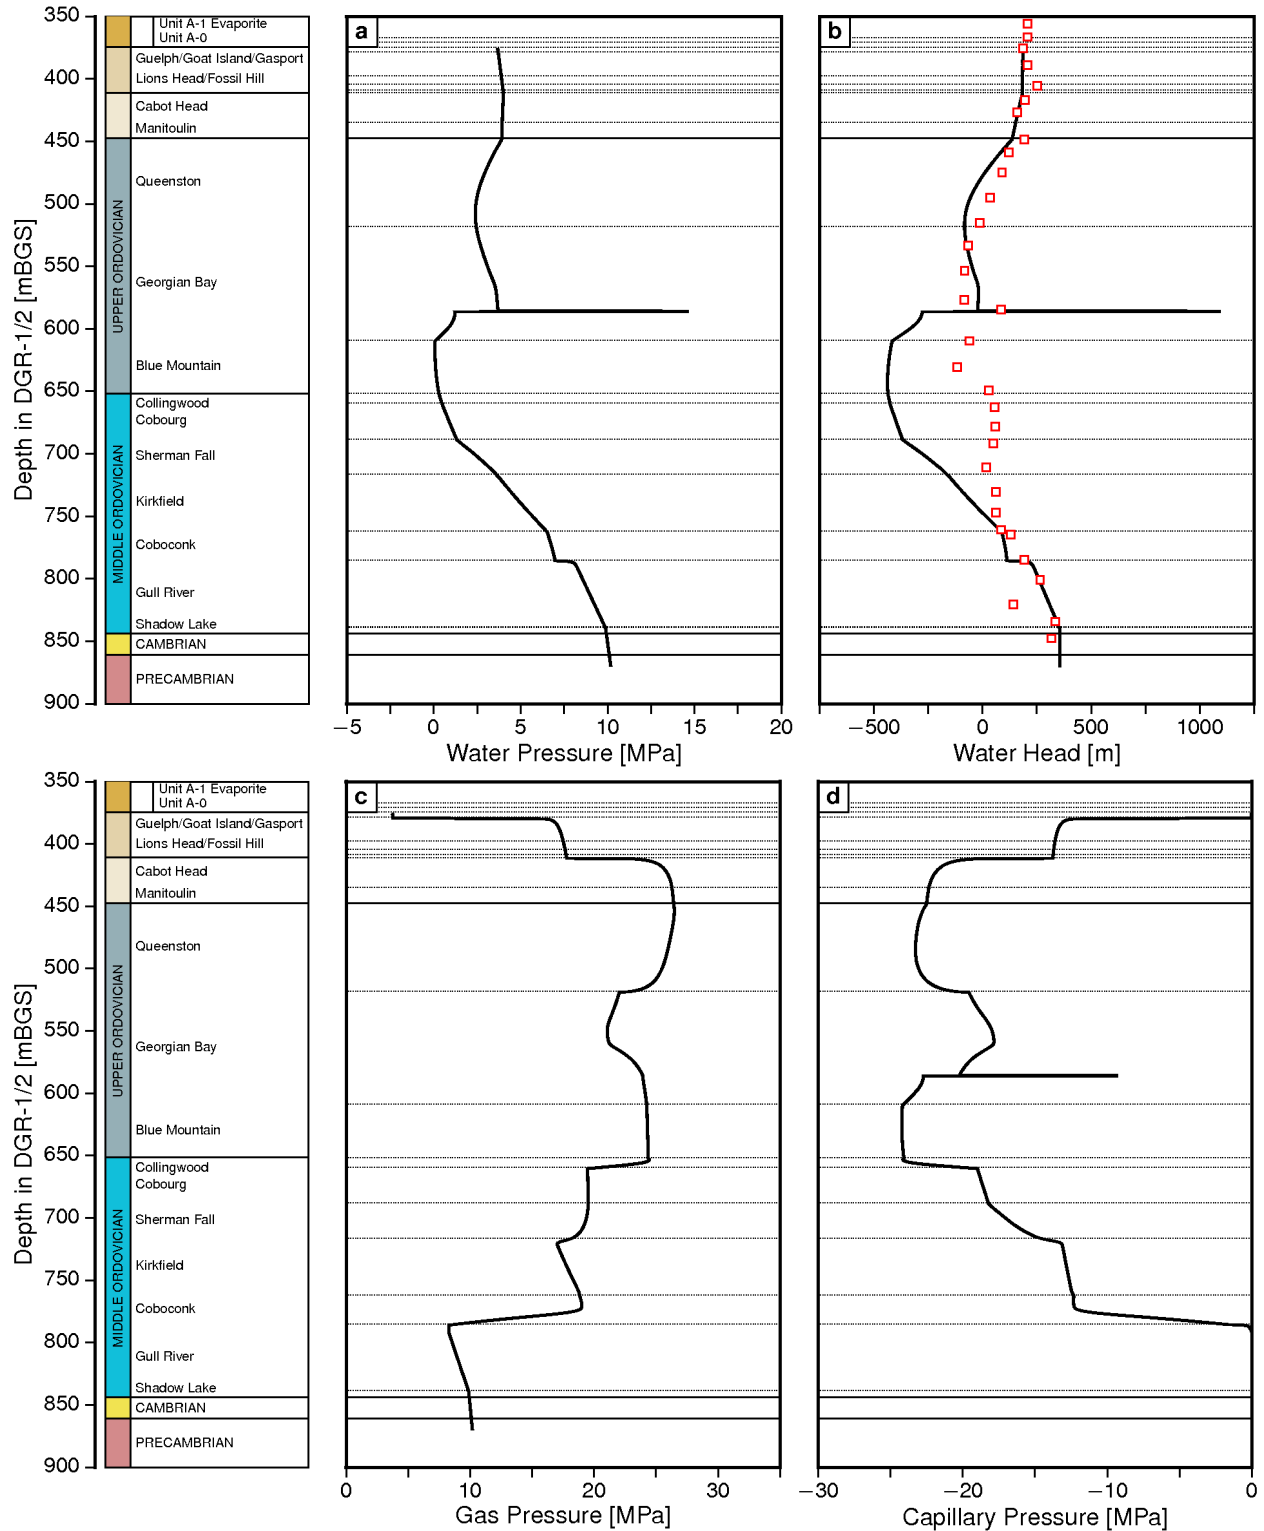 350
400
450
500
550
600
650
700
750
800
850
900
Depth in DGR-1/2 [mBGS]
UPPER ORDOVICIAN
MIDDLE ORDOVICIAN
Unit A-1 Evaporite
Unit A-0
Guelph/Goat Island/Gasport
Lions Head/Fossil Hill
Cabot Head
Manitoulin
Queenston
Georgian Bay
Blue Mountain
Collingwood
Cobourg
Sherman Fall
Kirkfield
Coboconk
Gull River
Shadow Lake
CAMBRIAN
PRECAMBRIAN
a
−5 0 5 10 15 20
Water Pressure [MPa]
b
−500 0 500 1000
Water Head [m]
350
400
450
500
550
600
650
700
750
800
850
900
Depth in DGR-1/2 [mBGS]
UPPER ORDOVICIAN
MIDDLE ORDOVICIAN
Unit A-1 Evaporite
Unit A-0
Guelph/Goat Island/Gasport
Lions Head/Fossil Hill
Cabot Head
Manitoulin
Queenston
Georgian Bay
Blue Mountain
Collingwood
Cobourg
Sherman Fall
Kirkfield
Coboconk
Gull River
Shadow Lake
CAMBRIAN
PRECAMBRIAN
c
0 10 20 30
Gas Pressure [MPa]
d
−30 −20 −10 0
Capillary Pressure [MPa]